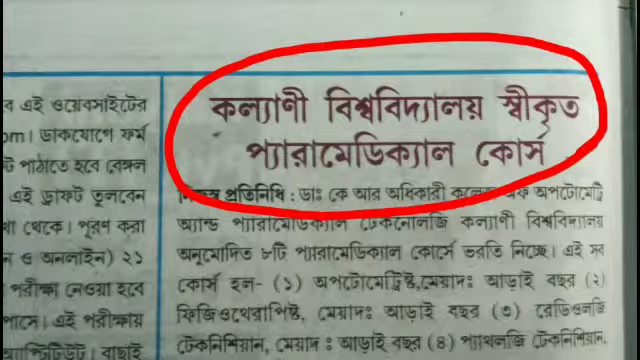 ব এই ওয়েবসাইটের
om। ডাকযোগে ফর্ম
ট পাঠাতে হবে বেঙ্গল
এই ড্রাফট তুলবেন
থা থেকে। পূরণ করা
ন ও অনলাইন) ২১
পরীক্ষা নেওয়া হবে
পাসে। এই পরীক্ষায়
বাছাই
কল্যাণী বিশ্ববিদ্যালয় স্বীকৃত
প্যারামেডিক্যাল কোর্স
নিজস্ব প্রতিনিধি : ডাঃ কে আর অধিকারী কলেজ অফ অপটোমেট্রি
অ্যান্ড প্যারামেডিক্যাল টেকনোলজি কল্যাণী বিশ্ববিদ্যালয়
অনুমোদিত ৮টি প্যারামেডিক্যাল কোর্সে ভরতি নিচ্ছে। এই সব
কোর্স হল- (১) অপটোমেট্রিষ্ট,মেয়াদঃ আড়াই বছর (২)
ফিজিওথেরাপিষ্ট, মেয়াদঃ আড়াই বছর (৩) রেডিওলজি
টেকনিশিয়ান, মেয়াদ : আড়াই বছর (৪) প্যাথলজি টেকনিশিয়ান,